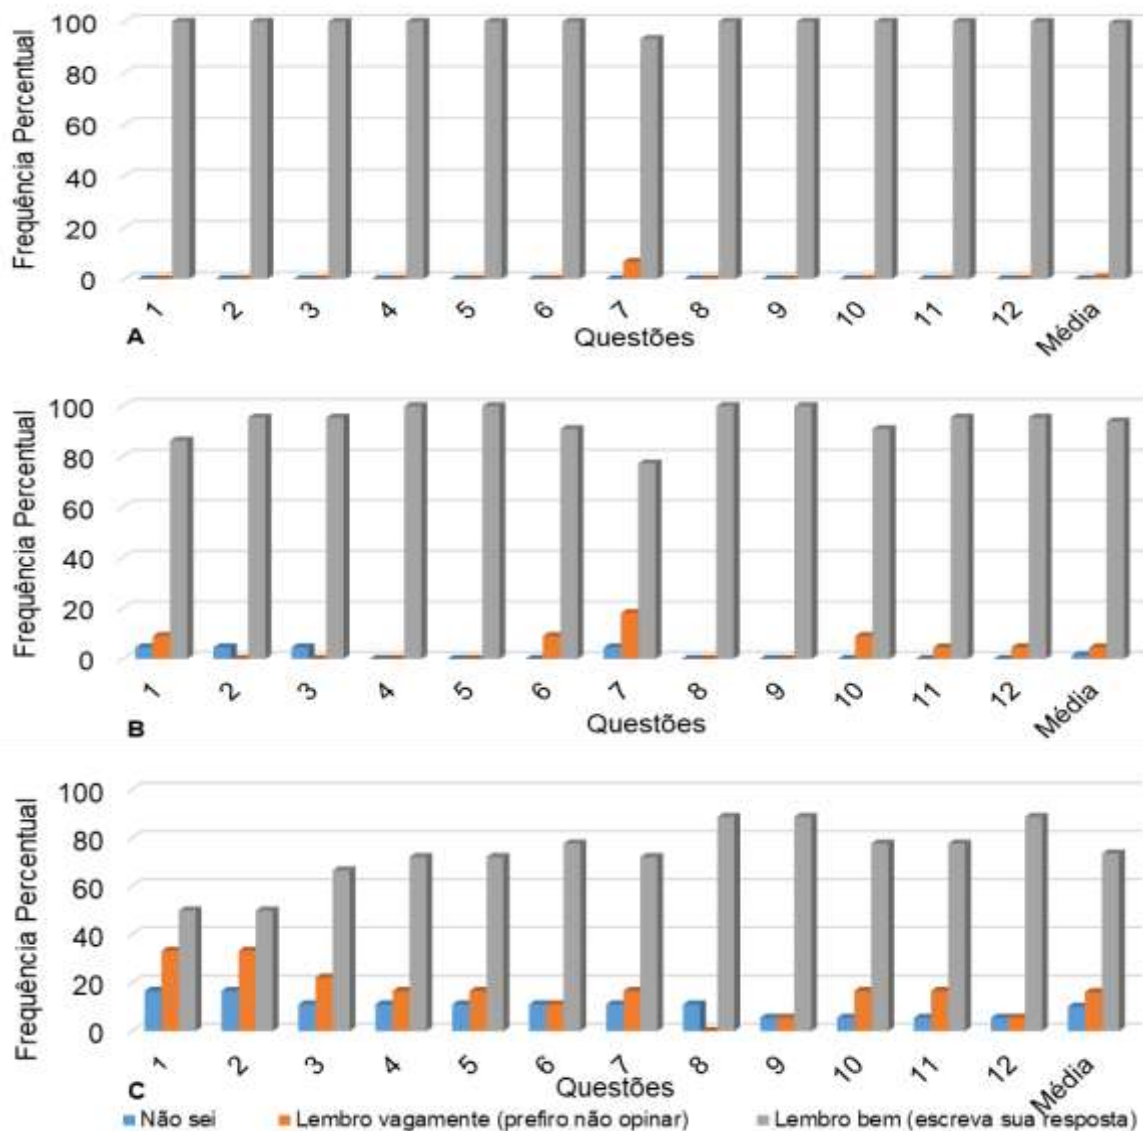 Frequência Percentual
100
80
60
40
20
0
1 2 3 4 5 6 7 8 9 10 11 12 Média
A
Questões
Frequência Percentual
100
80
60
40
20
0
1 2 3 4 5 6 7 8 9 10 11 12 Média
B
Questões
Frequência Percentual
100
80
60
40
20
0
1 2 3 4 5 6 7 8 9 10 11 12 Média
C
Questões
Não sei Lembro vagamente (prefiro não opinar) Lembro bem (escreva sua resposta)